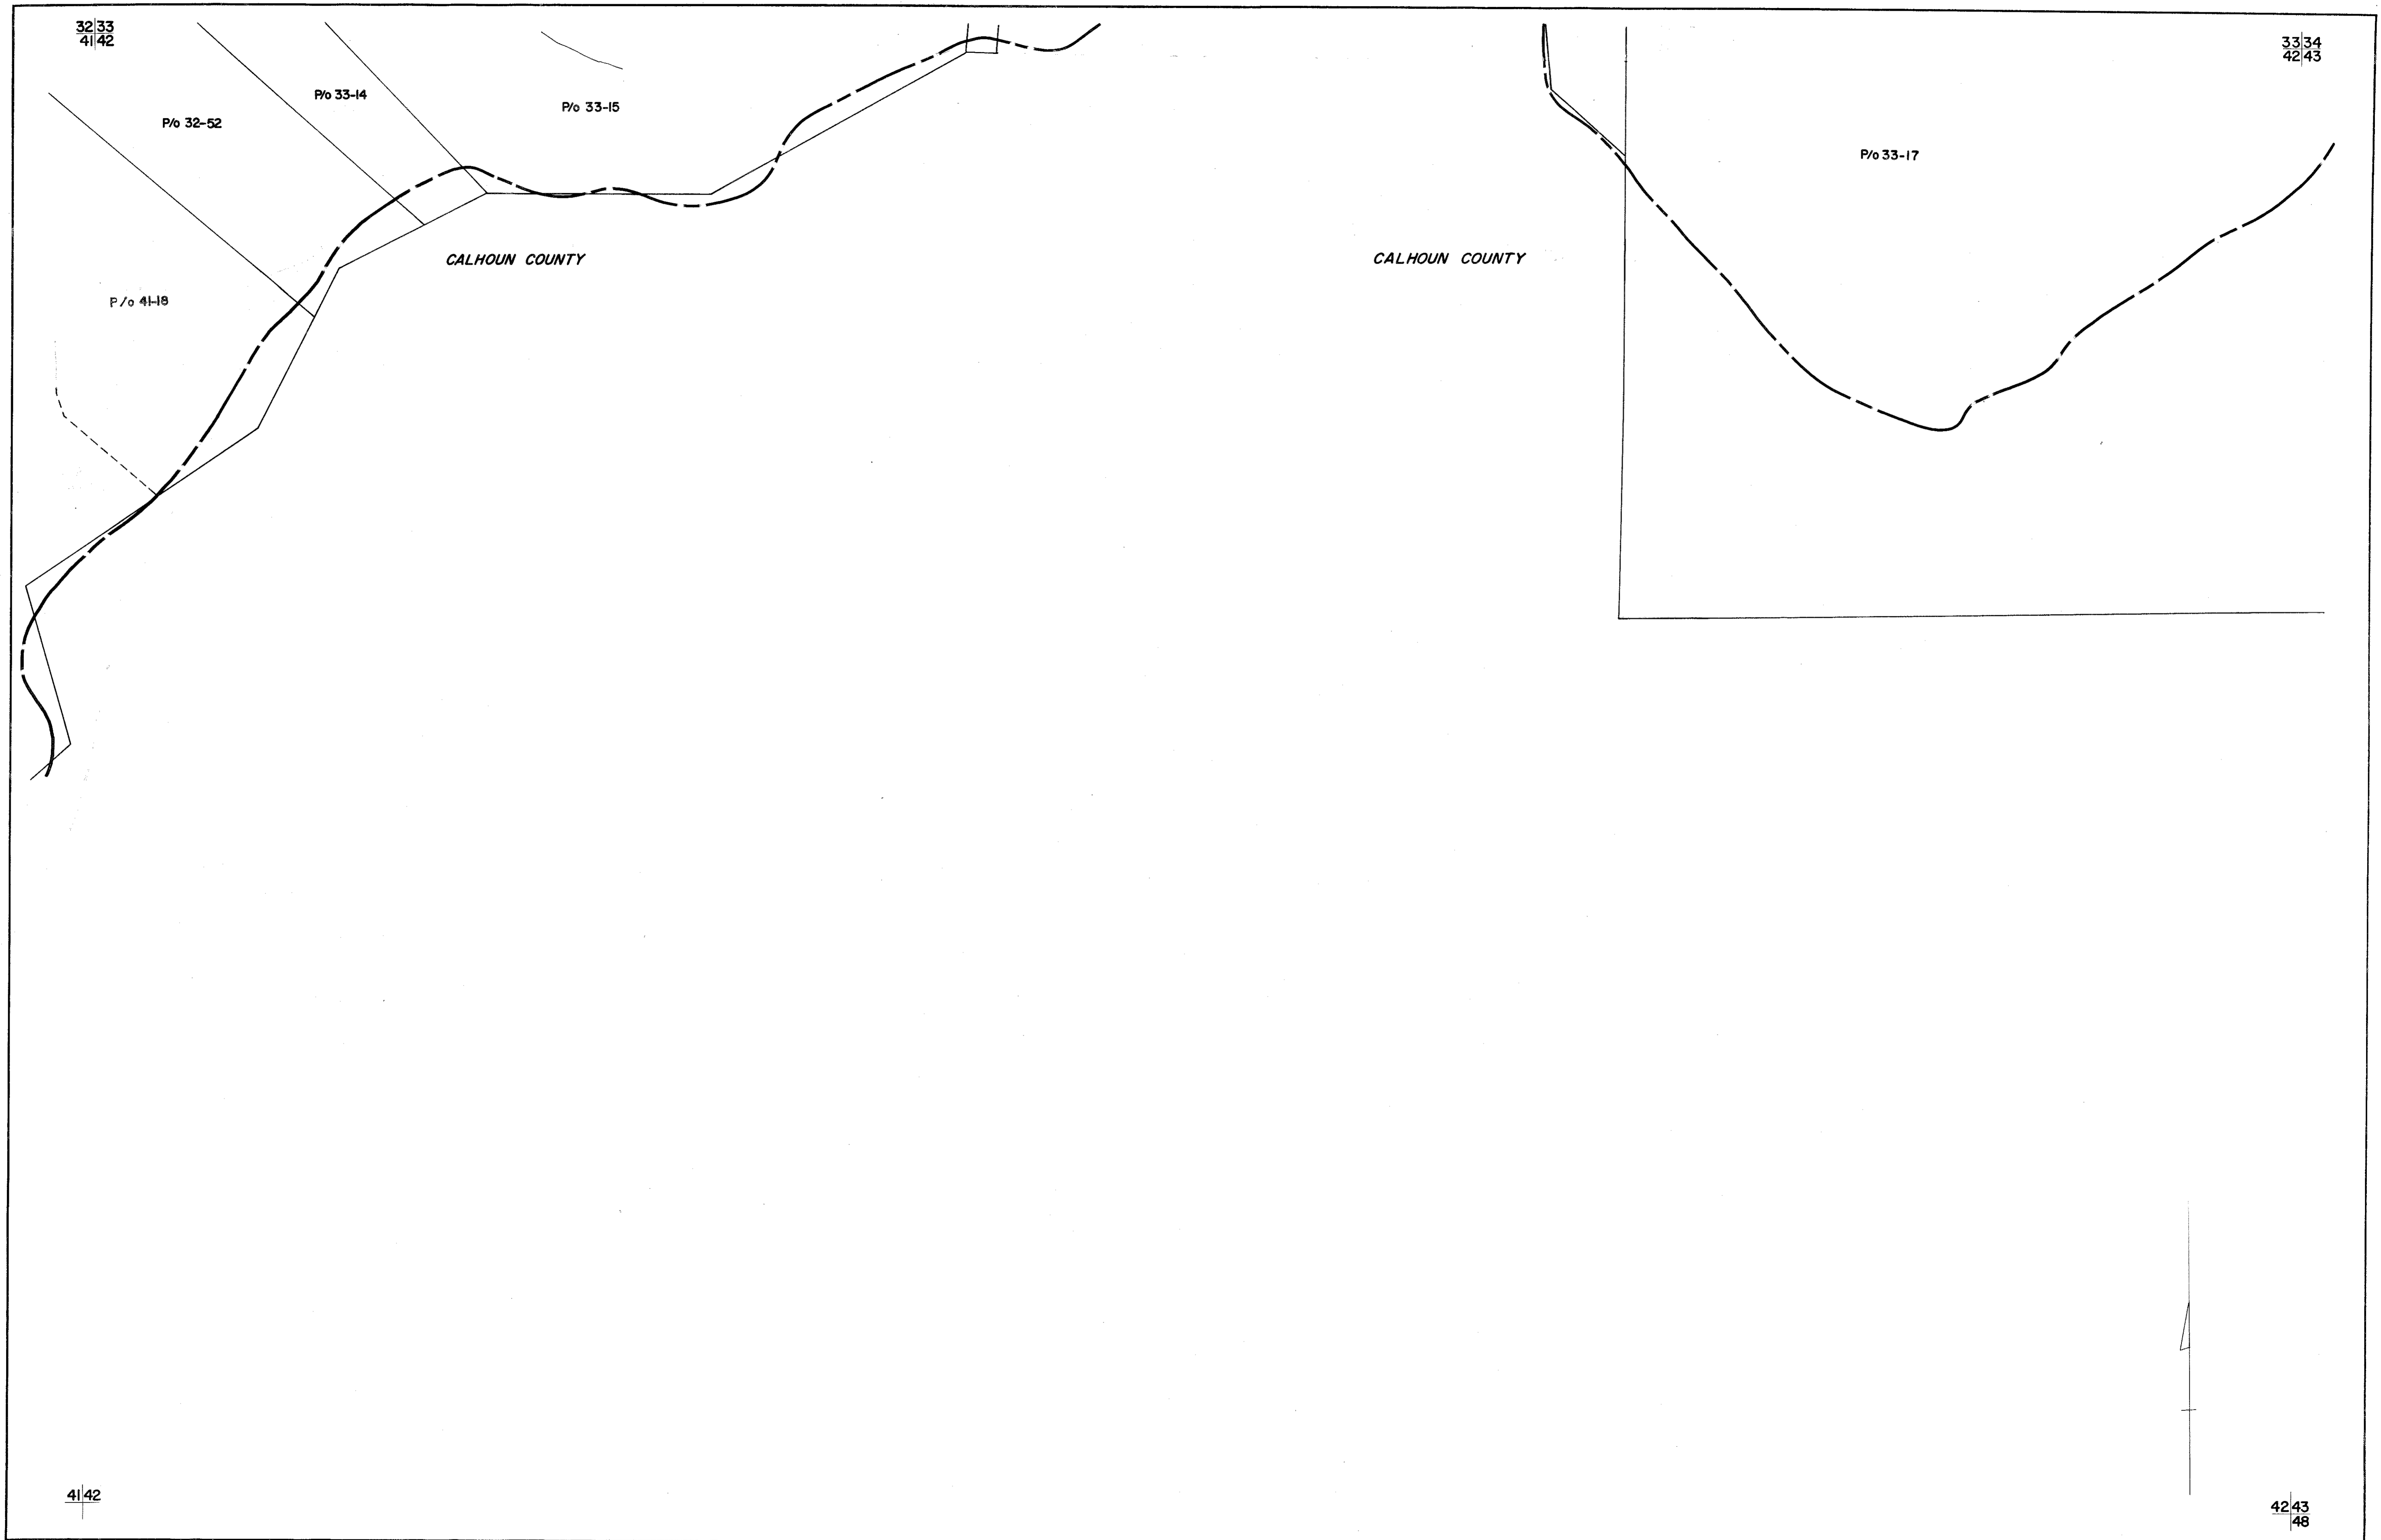 32 33
41 42
33 34
42 43
P/o 33-14
P/o 33-15
P/o 32-52
P/o 33-17
CALHOUN COUNTY
CALHOUN COUNTY
P/o 41-18
41 42
42 43
48